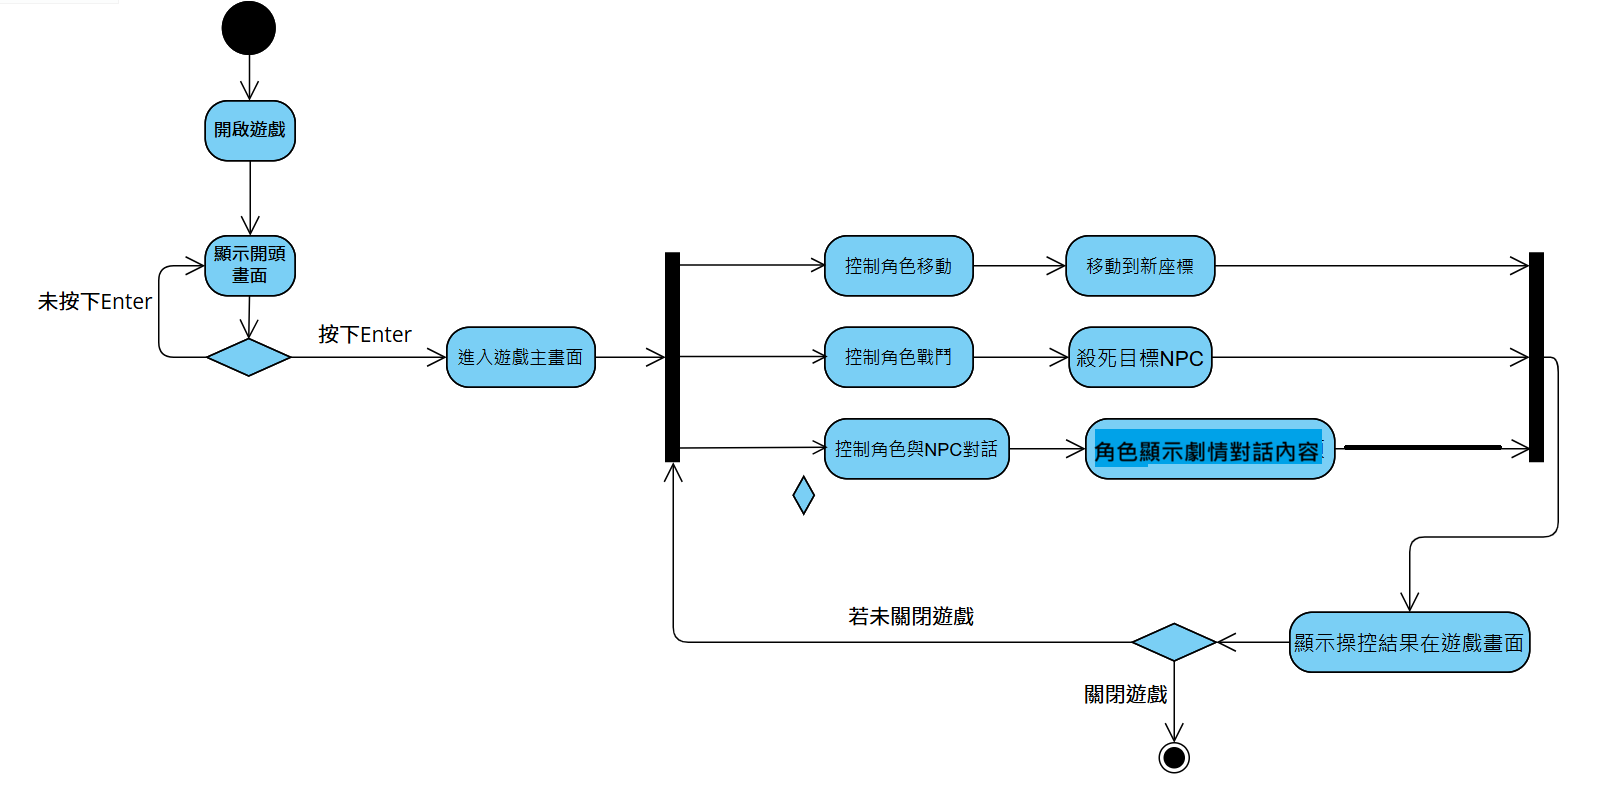 開啟遊戲
顯示開頭
畫面
未按下Enter
按下Enter
進入遊戲主畫面
控制角色移動
移動到新座標
控制角色戰鬥
殺死目標NPC
控制角色與NPC對話
角色顯示劇情對話內容
若未關閉遊戲
顯示操控結果在遊戲畫面
關閉遊戲